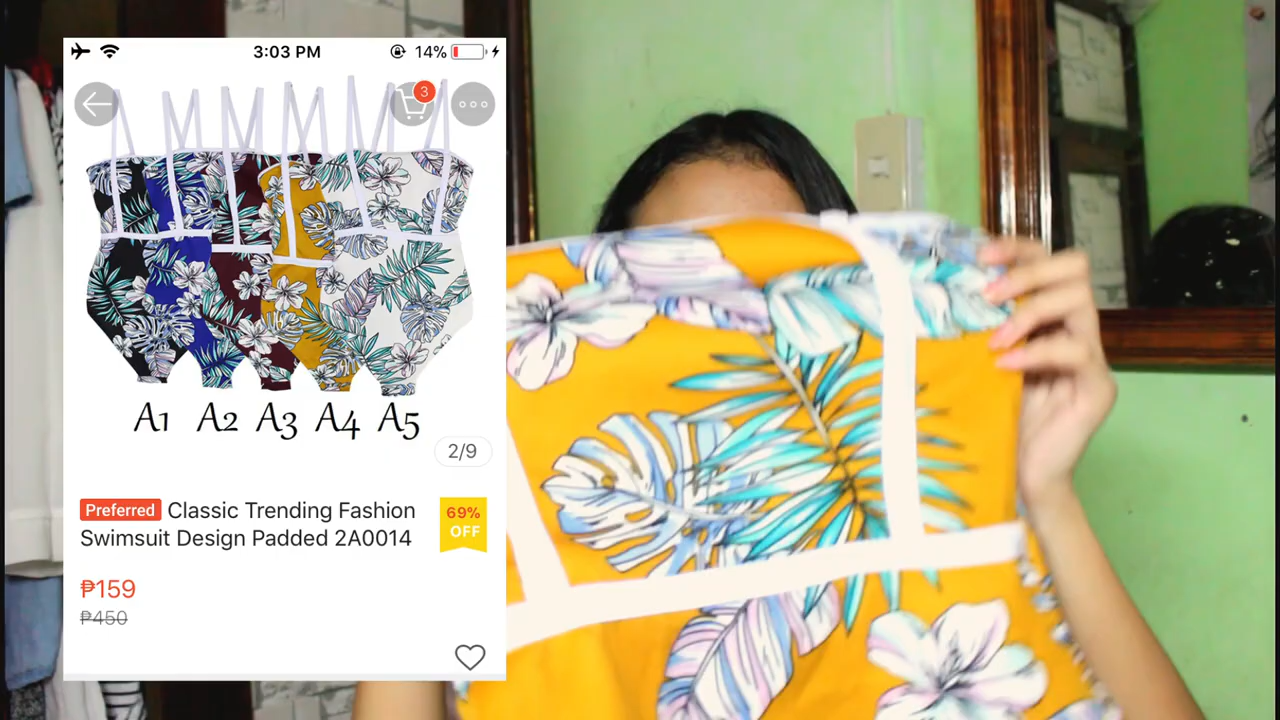 3:03 PM
14%
3
A1 A2 A3 A4 A5
2/9
Preferred Classic Trending Fashion
Swimsuit Design Padded 2A0014
69%
OFF
₱159
₱450